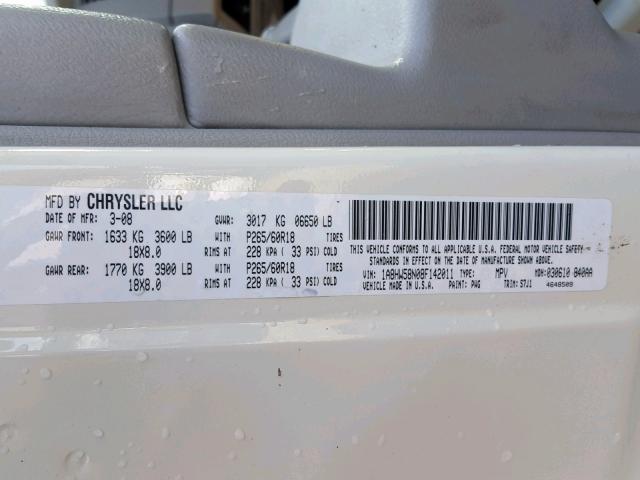 MFD BY CHRYSLER LLC
DATE OF MFR: 3-08 GVWR: 3017 KG 06650 LB
GAWR FRONT: 1633 KG 3600 LB WITH P265/60R18 TIRES
18X8.0 RIMS AT 228 KPA ( 33 PSI) COLD
GAWR REAR: 1770 KG 3900 LB WITH P265/60R18 TIRES
18X8.0 RIMS AT 228 KPA ( 33 PSI) COLD
THIS VEHICLE CONFORMS TO ALL APPLICABLE U.S.A. FEDERAL MOTOR VEHICLE SAFETY
STANDARDS IN EFFECT ON THE DATE OF MANUFACTURE SHOWN ABOVE.
VIN: 1A8HW58N08F142011 TYPE: MPV MDH: 030610 840AA
VEHICLE MADE IN U.S.A. PAINT: PWG TRIM: STJ1 4648509